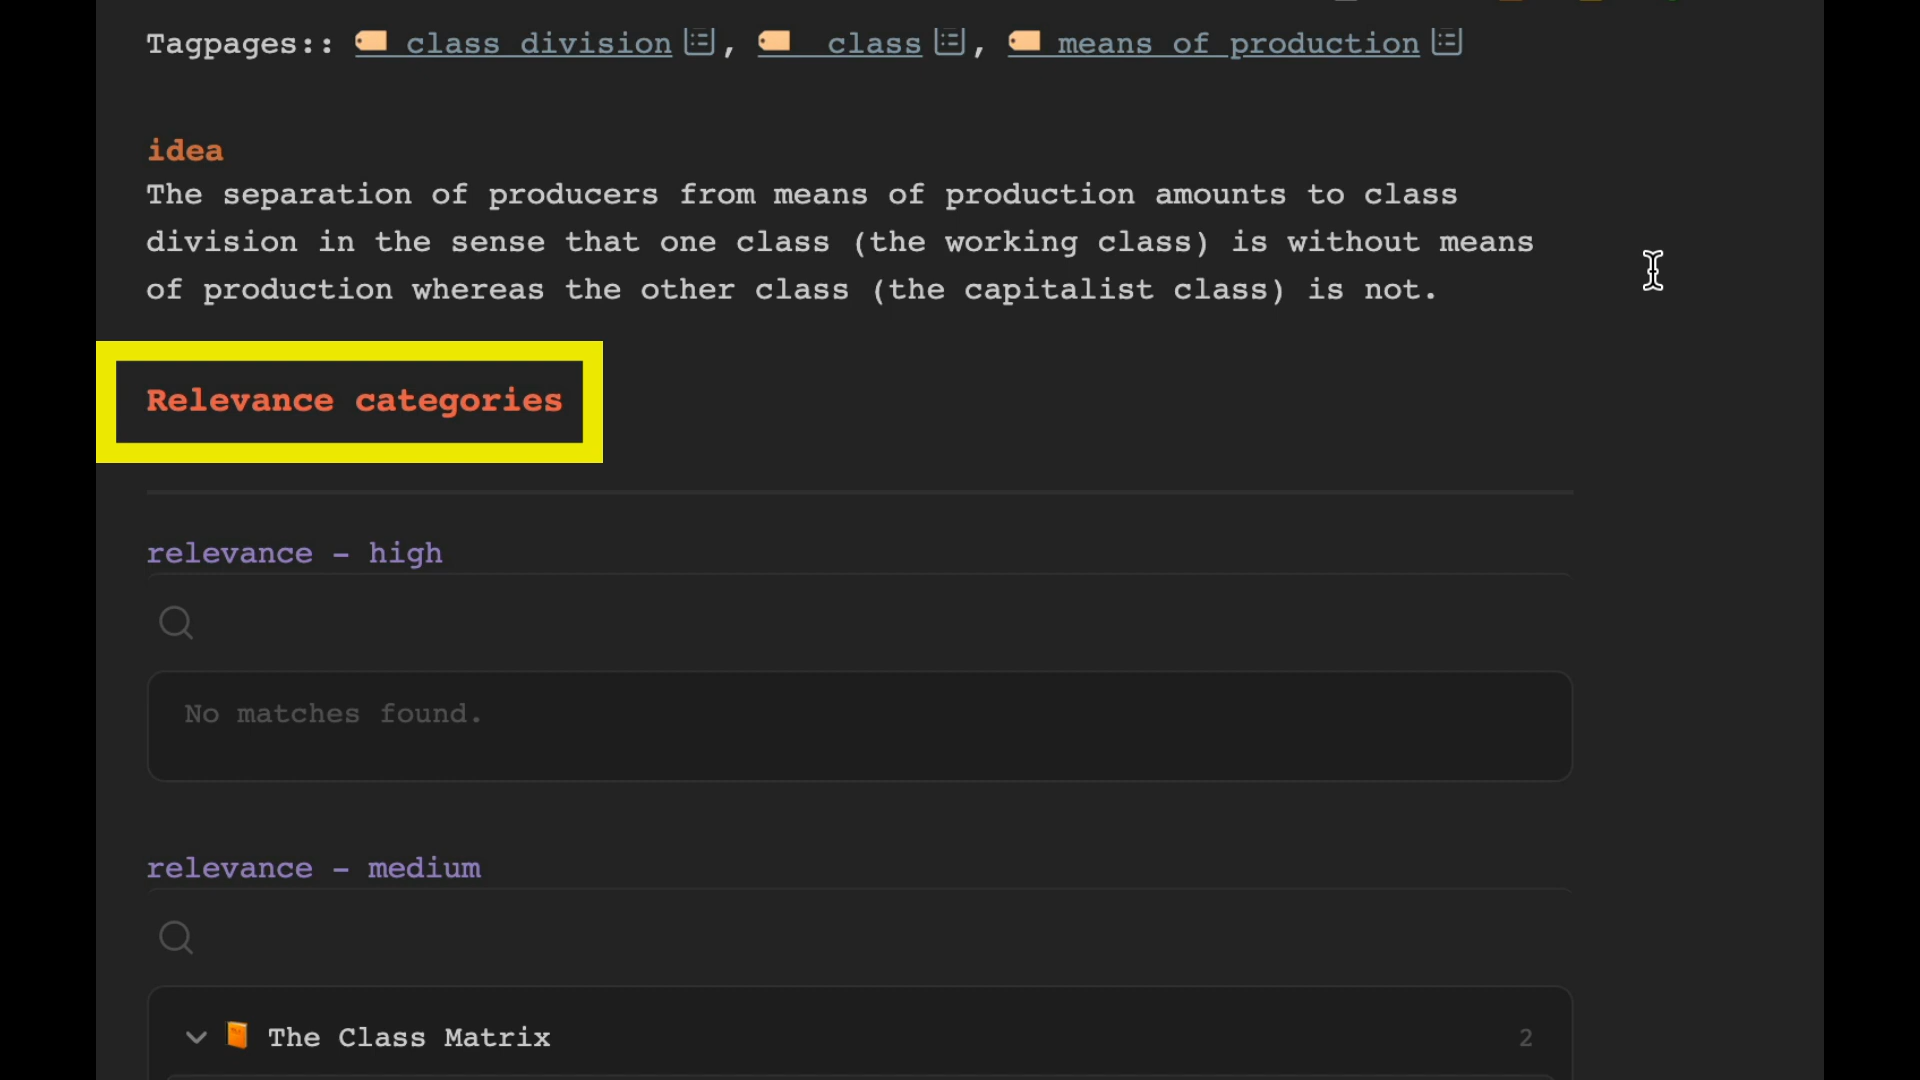 Tagpages:: class division, class, means of production
idea
The separation of producers from means of production amounts to class
division in the sense that one class (the working class) is without means
of production whereas the other class (the capitalist class) is not.
Relevance categories
relevance - high
No matches found.
relevance - medium
The Class Matrix 2